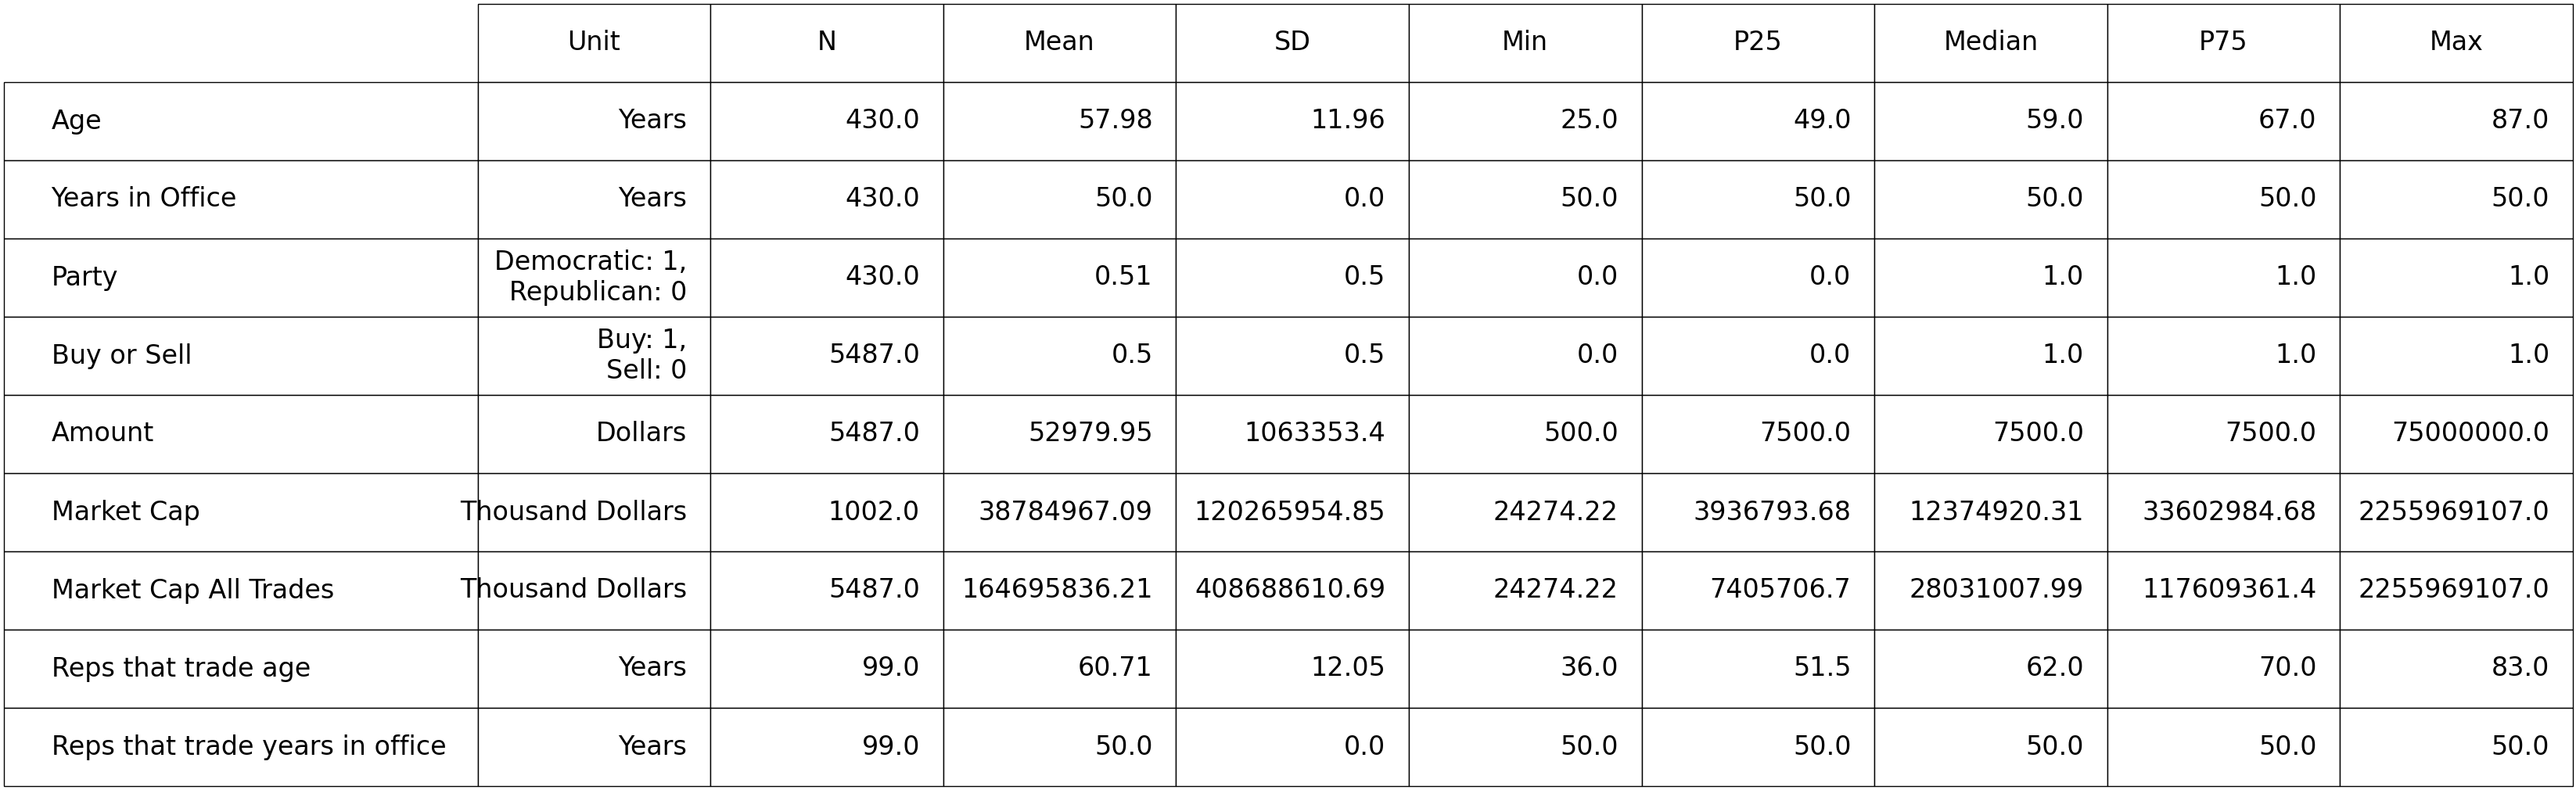 Unit N Mean SD Min P25 Median P75 Max
Age Years 430.0 57.98 11.96 25.0 49.0 59.0 67.0 87.0
Years in Office Years 430.0 50.0 0.0 50.0 50.0 50.0 50.0 50.0
Party Democratic: 1, 430.0 0.51 0.5 0.0 0.0 1.0 1.0 1.0
Republican: 0
Buy or Sell Buy: 1, 5487.0 0.5 0.5 0.0 0.0 1.0 1.0 1.0
Sell: 0
Amount Dollars 5487.0 52979.95 1063353.4 500.0 7500.0 7500.0 7500.0 75000000.0
Market Cap Thousand Dollars 1002.0 38784967.09 120265954.85 24274.22 3936793.68 12374920.31 33602984.68 2255969107.0
Market Cap All Trades Thousand Dollars 5487.0 164695836.21 408688610.69 24274.22 7405706.7 28031007.99 117609361.4 2255969107.0
Reps that trade age Years 99.0 60.71 12.05 36.0 51.5 62.0 70.0 83.0
Reps that trade years in office Years 99.0 50.0 0.0 50.0 50.0 50.0 50.0 50.0